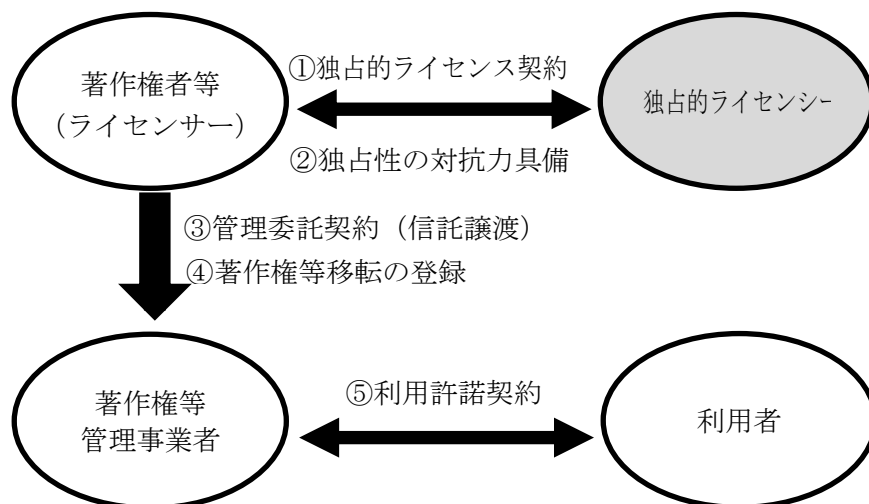 著作権者等
(ライセンサー)
①独占的ライセンス契約
②独占性の対抗力具備
独占的ライセンシー
③管理委託契約（信託譲渡）
④著作権等移転の登録
著作権等
管理事業者
⑤利用許諾契約
利用者